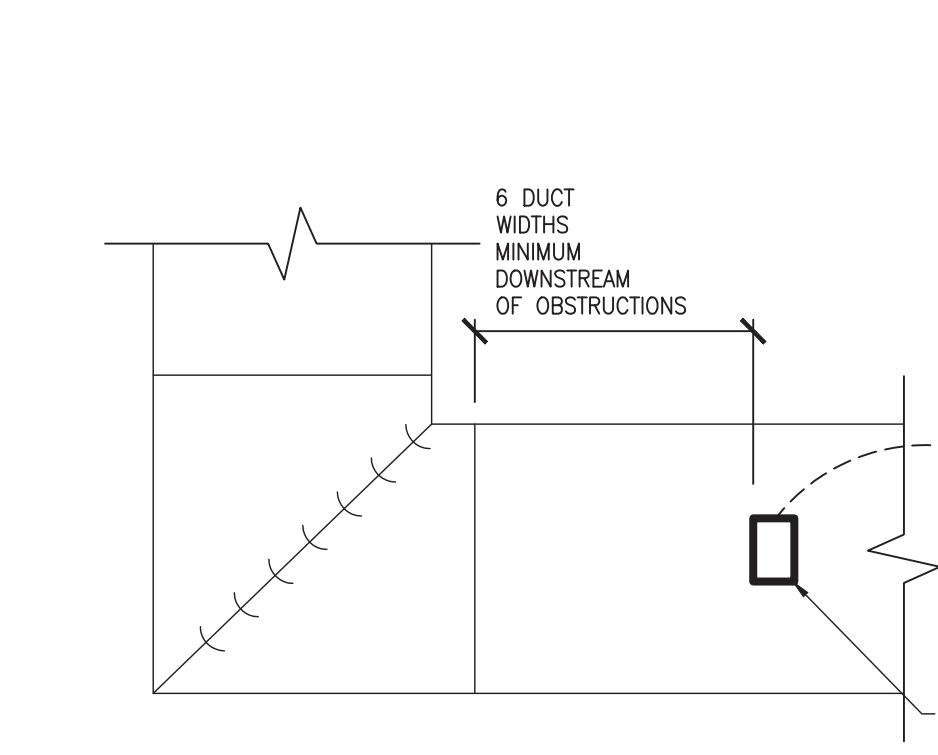 6 DUCT
WIDTHS
MINIMUM
DOWNSTREAM
OF OBSTRUCTIONS